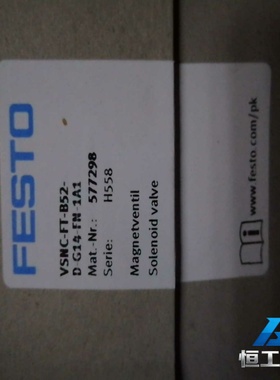 FESTO
VSNC-FT-B52-
D-G14-FN-1A1
Mat.-Nr.: 577298
Serie: H558
Magnetventil
Solenoid valve
www.festo.com/pk
恒工